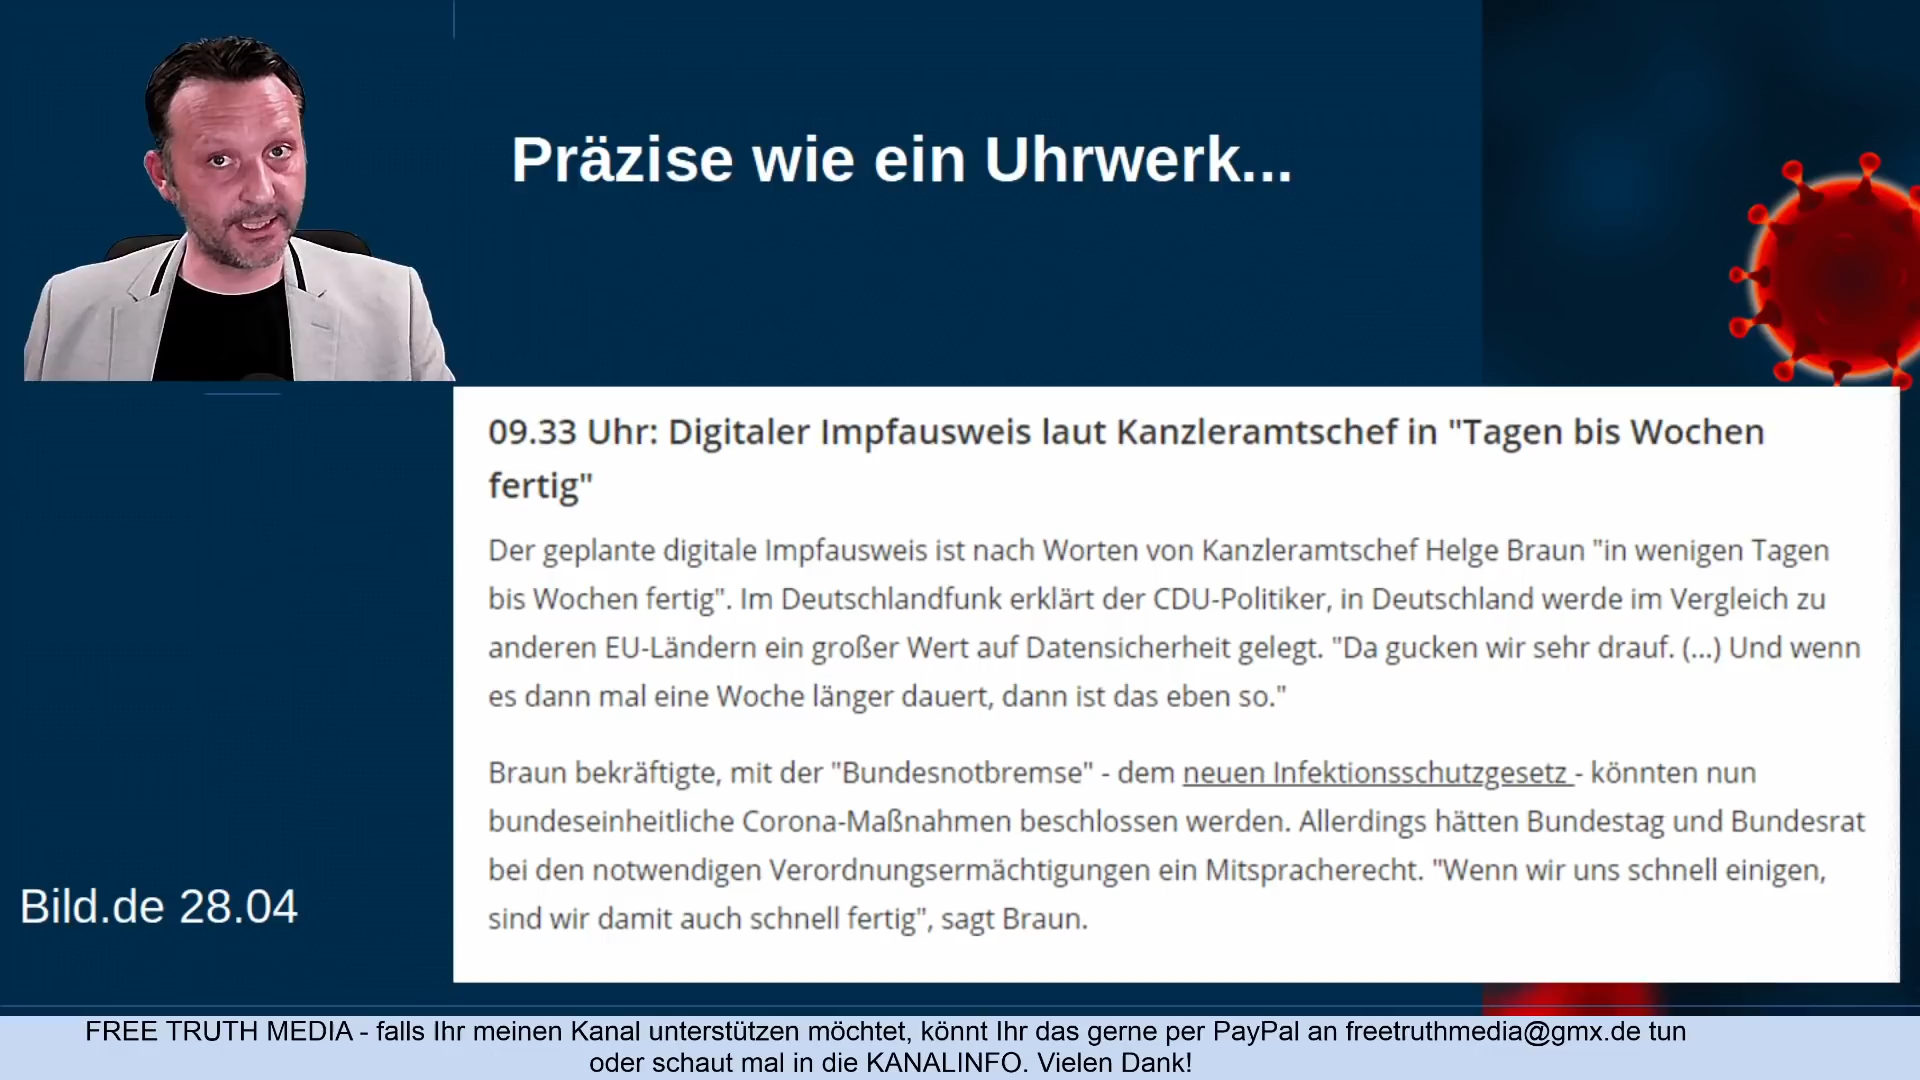 Präzise wie ein Uhrwerk...
09.33 Uhr: Digitaler Impfausweis laut Kanzleramtschef in "Tagen bis Wochen
fertig"
Der geplante digitale Impfausweis ist nach Worten von Kanzleramtschef Helge Braun "in wenigen Tagen
bis Wochen fertig". Im Deutschlandfunk erklärt der CDU-Politiker, in Deutschland werde im Vergleich zu
anderen EU-Ländern ein großer Wert auf Datensicherheit gelegt. "Da gucken wir sehr drauf. (...) Und wenn
es dann mal eine Woche länger dauert, dann ist das eben so."
Braun bekräftigte, mit der "Bundesnotbremse" - dem neuen Infektionsschutzgesetz - könnten nun
bundeseinheitliche Corona-Maßnahmen beschlossen werden. Allerdings hätten Bundestag und Bundesrat
bei den notwendigen Verordnungsermächtigungen ein Mitspracherecht. "Wenn wir uns schnell einigen,
sind wir damit auch schnell fertig", sagt Braun.
Bild.de 28.04
FREE TRUTH MEDIA - falls Ihr meinen Kanal unterstützen möchtet, könnt Ihr das gerne per PayPal an freetruthmedia@gmx.de tun
oder schaut mal in die KANALINFO. Vielen Dank!